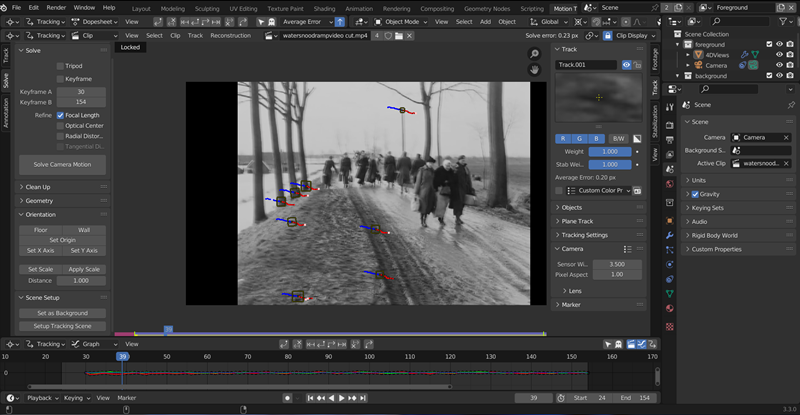 File Edit Render Window Help Layout Modeling Sculpting UV Editing Texture Paint Shading Animation Rendering Compositing Geometry Nodes Scripting Motion T Scene 2 Foreground
Tracking Dopesheet View Average Error Object Mode View Select Global
Tracking Clip View Select Clip Track Reconstruction watersnoodrampvideo cut.mp4 4 Solve error: 0.23 px Clip Display
Locked
Scene Collection
foreground
4DViews
Camera
background
Track
Solve
Annotation
Solve
Tripod
Keyframe
Keyframe A 30
Keyframe B 154
Refine Focal Length
Optical Center
Radial Distor...
Tangential Di...
Solve Camera Motion
Clean Up
Geometry
Orientation
Floor Wall
Set Origin
Set X Axis Set Y Axis
Set Scale Apply Scale
Distance 1.000
Scene Setup
Set as Background
Setup Tracking Scene
39
Track
Track.001
R G B B/W
Weight 1.000
Stab Wei... 1.000
Average Error: 0.20 px
Custom Color Pr
Objects
Plane Track
Tracking Settings
Camera
Sensor Wi... 3.500
Pixel Aspect 1.00
Lens
Marker
Footage
Track
Stabilization
View
Scene
Scene
Camera Camera
Background S...
Active Clip watersnood...
Units
Gravity
Keying Sets
Audio
Rigid Body World
Custom Properties
Tracking Graph View
10 20 30 39 50 60 70 80 90 100 110 120 130 140 150 160 170
0
Playback Keying View Marker 39 Start 24 End 154
3.3.0